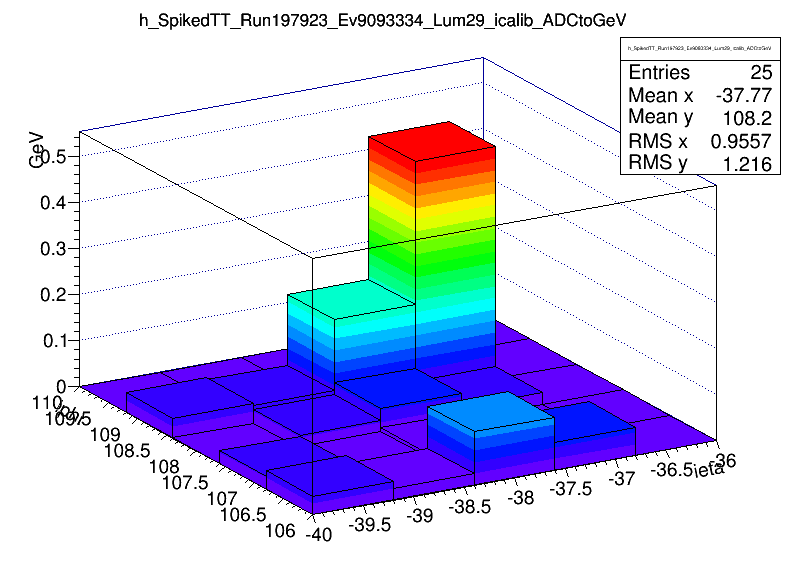 h_SpikedTT_Run197923_Ev9093334_Lum29_icalib_ADCtoGeV
h_SpikedTT_Run197923_Ev9093334_Lum29_icalib_ADCtoGeV
Entries 25
Mean x -37.77
Mean y 108.2
RMS x 0.9557
RMS y 1.216
GeV
0.5
0.4
0.3
0.2
0.1
0
110
109.5
109
108.5
108
107.5
107
106.5
106
-40
-39.5
-39
-38.5
-38
-37.5
-37
-36.5
-36
ieta